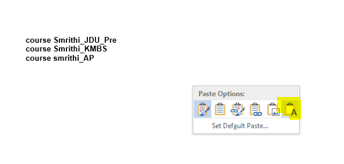 course Smrithi_JDU_Pre
course Smrithi_KMBS
course smrithi_AP
Paste Options:
A
Set Default Paste...